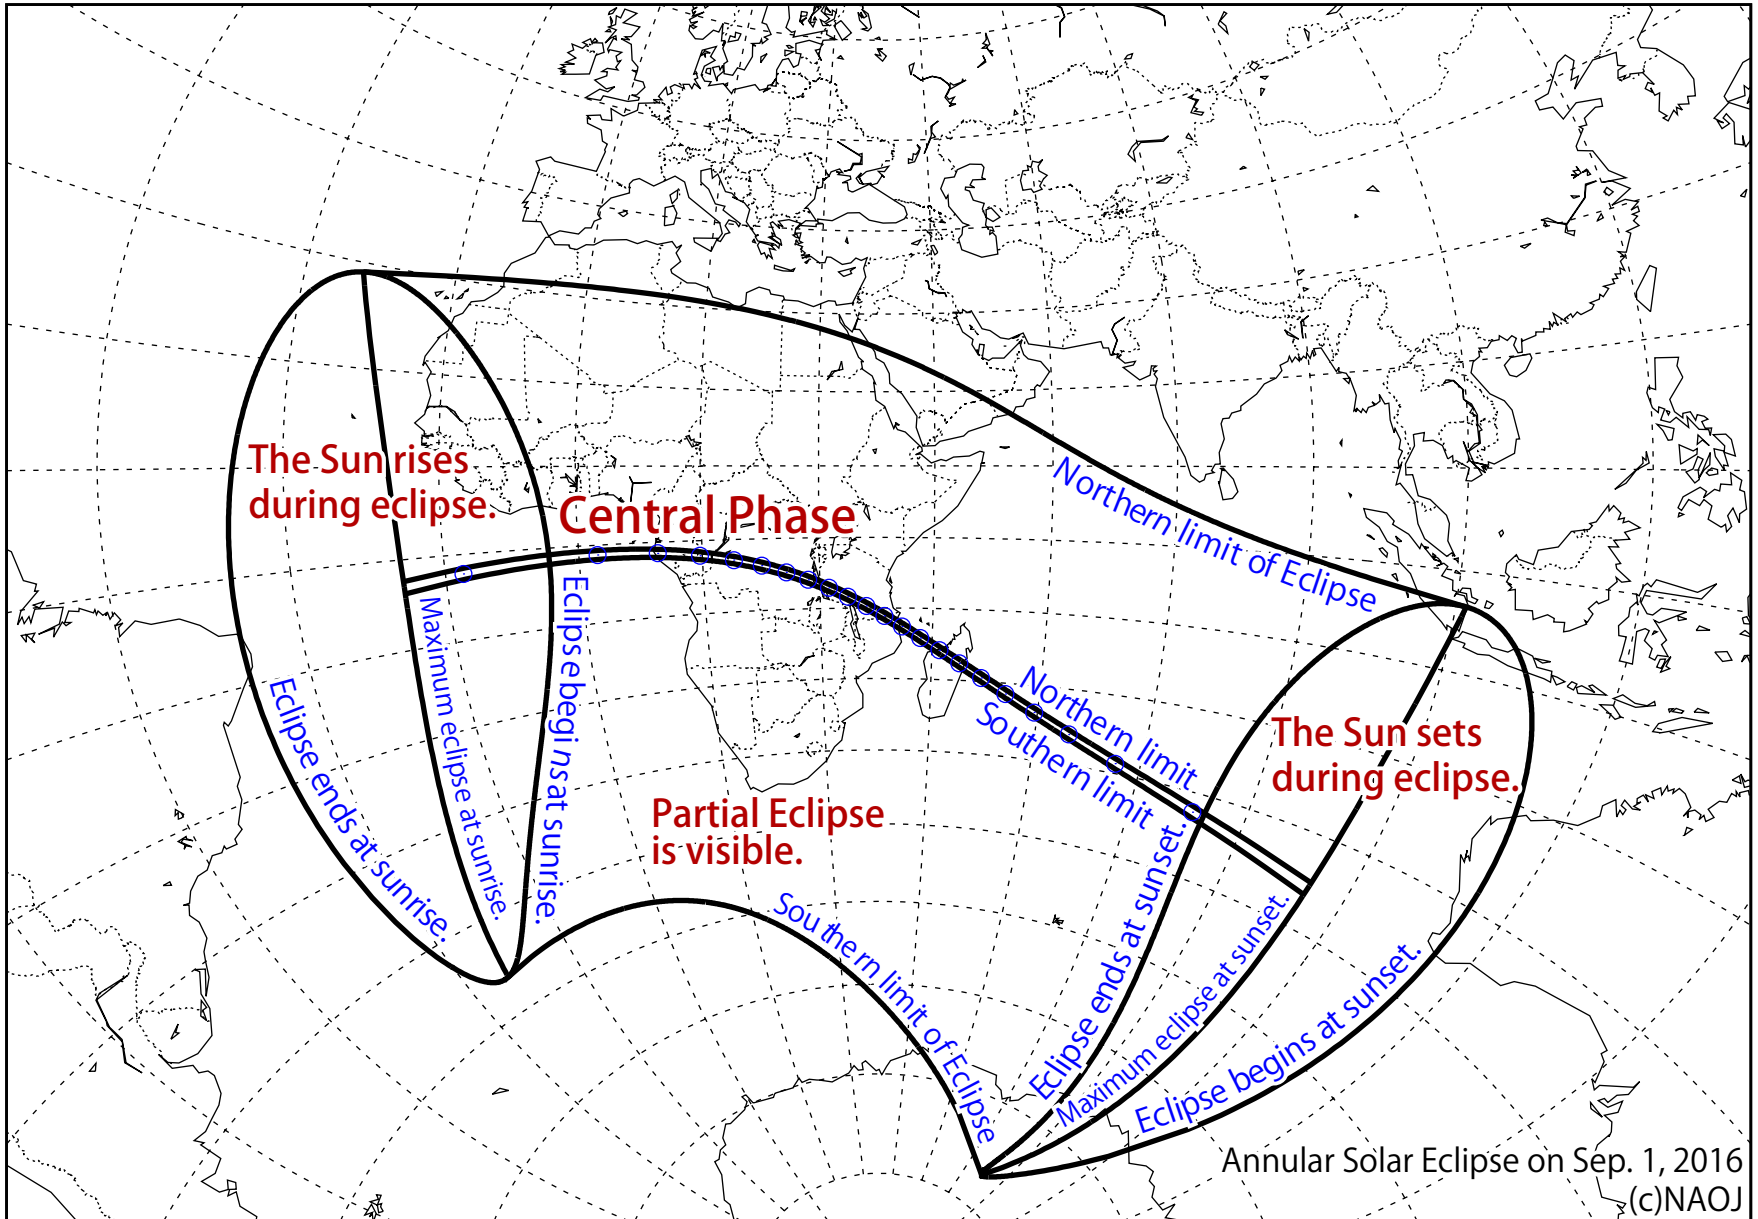 The Sun rises
during eclipse.
Central Phase
Northern limit of Eclipse
Maximum eclipse at sunrise.
Eclipse begins at sunrise.
Eclipse ends at sunrise.
Northern limit
Southern limit
The Sun sets
during eclipse.
Partial Eclipse
is visible.
Southern limit of Eclipse
Eclipse ends at sunset.
Maximum eclipse at sunset.
Eclipse begins at sunset.
Annular Solar Eclipse on Sep. 1, 2016
(c)NAOJ